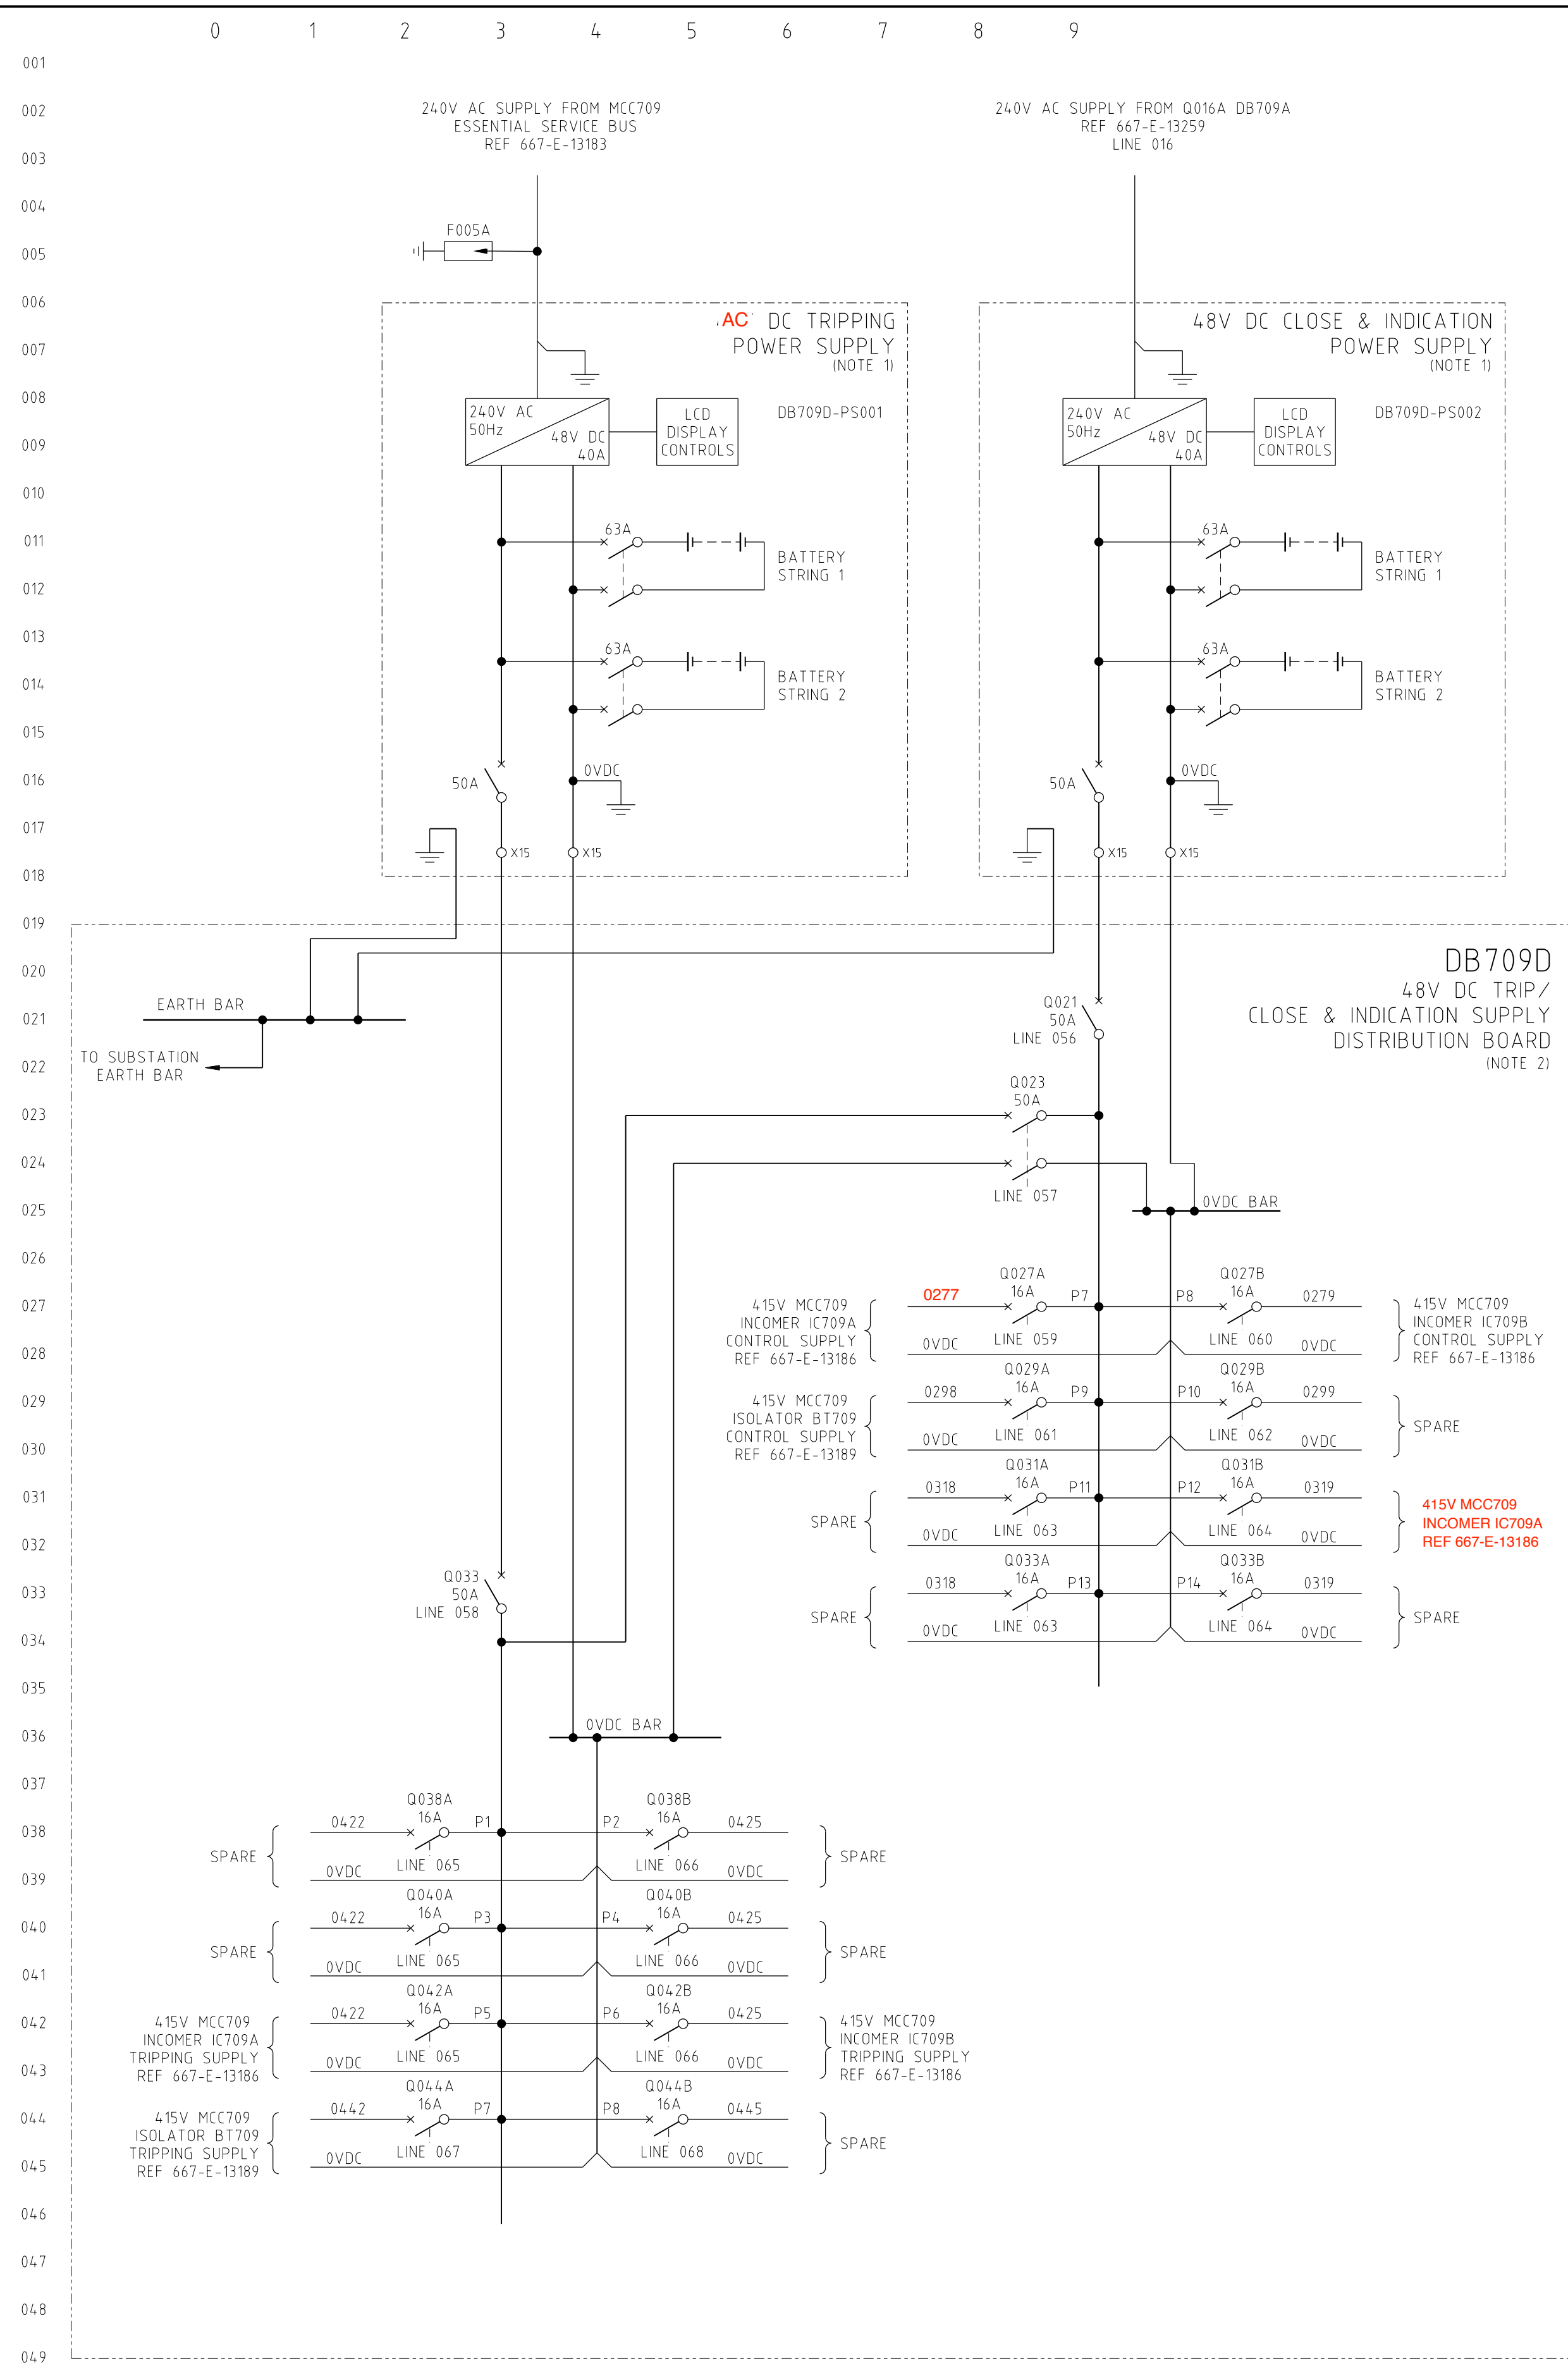 0 1 2 3 4 5 6 7 8 9
001
002
003
004
005
006
007
008
009
010
011
012
013
014
015
016
017
018
019
020
021
022
023
024
025
026
027
028
029
030
031
032
033
034
035
036
037
038
039
040
041
042
043
044
045
046
047
048
049
240V AC SUPPLY FROM MCC709
ESSENTIAL SERVICE BUS
REF 667-E-13183
240V AC SUPPLY FROM Q016A DB709A
REF 667-E-13259
LINE 016
F005A
AC DC TRIPPING
POWER SUPPLY
(NOTE 1)
240V AC
50Hz
48V DC
40A
LCD
DISPLAY
CONTROLS
DB709D-PS001
63A
BATTERY
STRING 1
63A
BATTERY
STRING 2
50A
0VDC
X15
X15
48V DC CLOSE & INDICATION
POWER SUPPLY
(NOTE 1)
240V AC
50Hz
48V DC
40A
LCD
DISPLAY
CONTROLS
DB709D-PS002
63A
BATTERY
STRING 1
63A
BATTERY
STRING 2
50A
0VDC
X15
X15
DB709D
48V DC TRIP/
CLOSE & INDICATION SUPPLY
DISTRIBUTION BOARD
(NOTE 2)
EARTH BAR
TO SUBSTATION
EARTH BAR
Q021
50A
LINE 056
Q023
50A
LINE 057
0VDC BAR
415V MCC709
INCOMER IC709A
CONTROL SUPPLY
REF 667-E-13186
0277
0VDC
Q027A
16A
LINE 059
P7
P8
Q027B
16A
LINE 060
0279
0VDC
415V MCC709
INCOMER IC709B
CONTROL SUPPLY
REF 667-E-13186
415V MCC709
ISOLATOR BT709
CONTROL SUPPLY
REF 667-E-13189
0298
0VDC
Q029A
16A
LINE 061
P9
P10
Q029B
16A
LINE 062
0299
0VDC
SPARE
SPARE
0318
0VDC
Q031A
16A
LINE 063
P11
P12
Q031B
16A
LINE 064
0319
0VDC
415V MCC709
INCOMER IC709A
REF 667-E-13186
SPARE
0318
0VDC
Q033A
16A
LINE 063
P13
P14
Q033B
16A
LINE 064
0319
0VDC
SPARE
Q033
50A
LINE 058
0VDC BAR
SPARE
0422
0VDC
Q038A
16A
LINE 065
P1
P2
Q038B
16A
LINE 066
0425
0VDC
SPARE
SPARE
0422
0VDC
Q040A
16A
LINE 065
P3
P4
Q040B
16A
LINE 066
0425
0VDC
SPARE
415V MCC709
INCOMER IC709A
TRIPPING SUPPLY
REF 667-E-13186
0422
0VDC
Q042A
16A
LINE 065
P5
P6
Q042B
16A
LINE 066
0425
0VDC
415V MCC709
INCOMER IC709B
TRIPPING SUPPLY
REF 667-E-13186
415V MCC709
ISOLATOR BT709
TRIPPING SUPPLY
REF 667-E-13189
0442
0VDC
Q044A
16A
LINE 067
P7
P8
Q044B
16A
LINE 068
0445
0VDC
SPARE